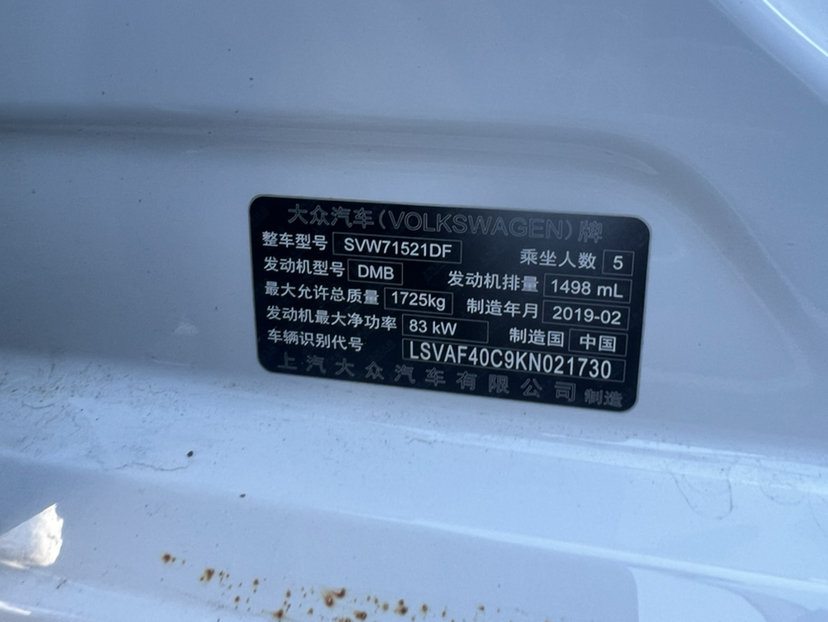 大众汽车(VOLKSWAGEN)牌
整车型号 SVW71521DF 乘坐人数 5
发动机型号 DMB 发动机排量 1498 mL
最大允许总质量 1725kg 制造年月 2019-02
发动机最大净功率 83 kW 制造国 中国
车辆识别代号 LSVAF40C9KN021730
上汽大众汽车有限公司 制造